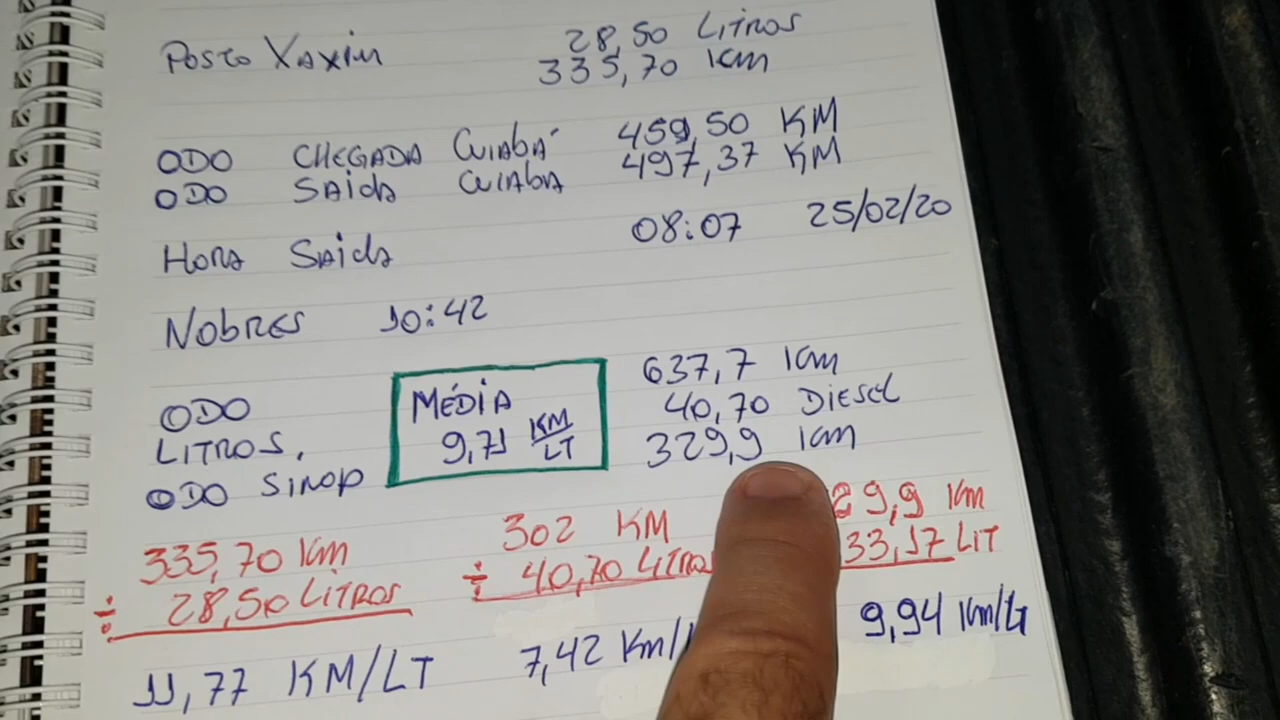 Posto Xaxim 28,50 Litros
335,70 Km
ODO CHEGADA CUIABÁ 459,50 KM
ODO SAIDA CUIABA 497,37 KM
HORA SAIDA 08:07 25/02/20
NOBRES 10:42
637,7 Km
ODO MÉDIA 40,70 DIESEL
LITROS. 9,71 KM/LT 329,9 Km
ODO SINOP
335,70 Km 302 KM 29,9 Km
÷ 28,50 LITROS ÷ 40,70 LITROS 33,17 LIT
11,77 KM/LT 7,42 Km/ 9,94 Km/Lt